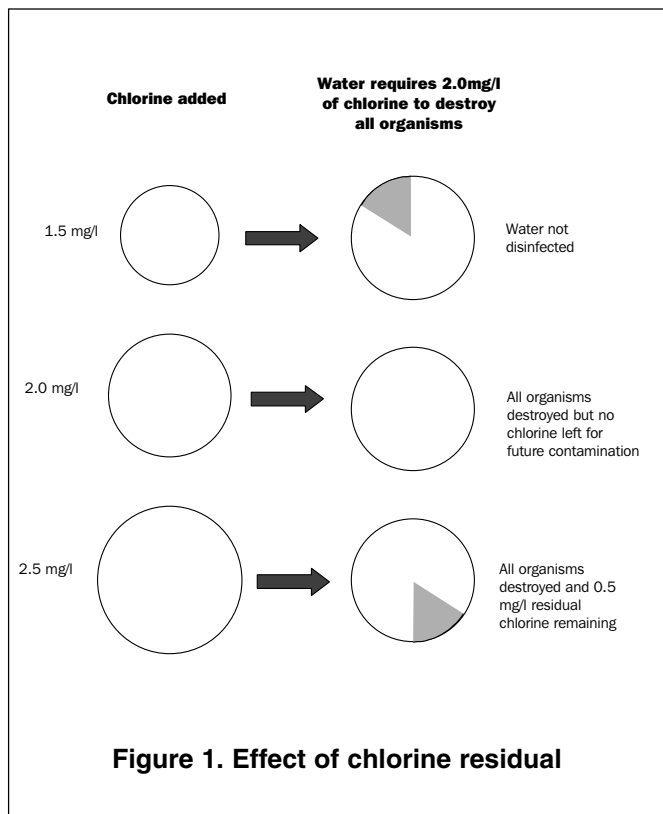 Chlorine added
Water requires 2.0mg/l
of chlorine to destroy
all organisms
1.5 mg/l
Water not
disinfected
2.0 mg/l
All organisms
destroyed but no
chlorine left for
future contamination
2.5 mg/l
All organisms
destroyed and 0.5
mg/l residual
chlorine remaining
Figure 1. Effect of chlorine residual